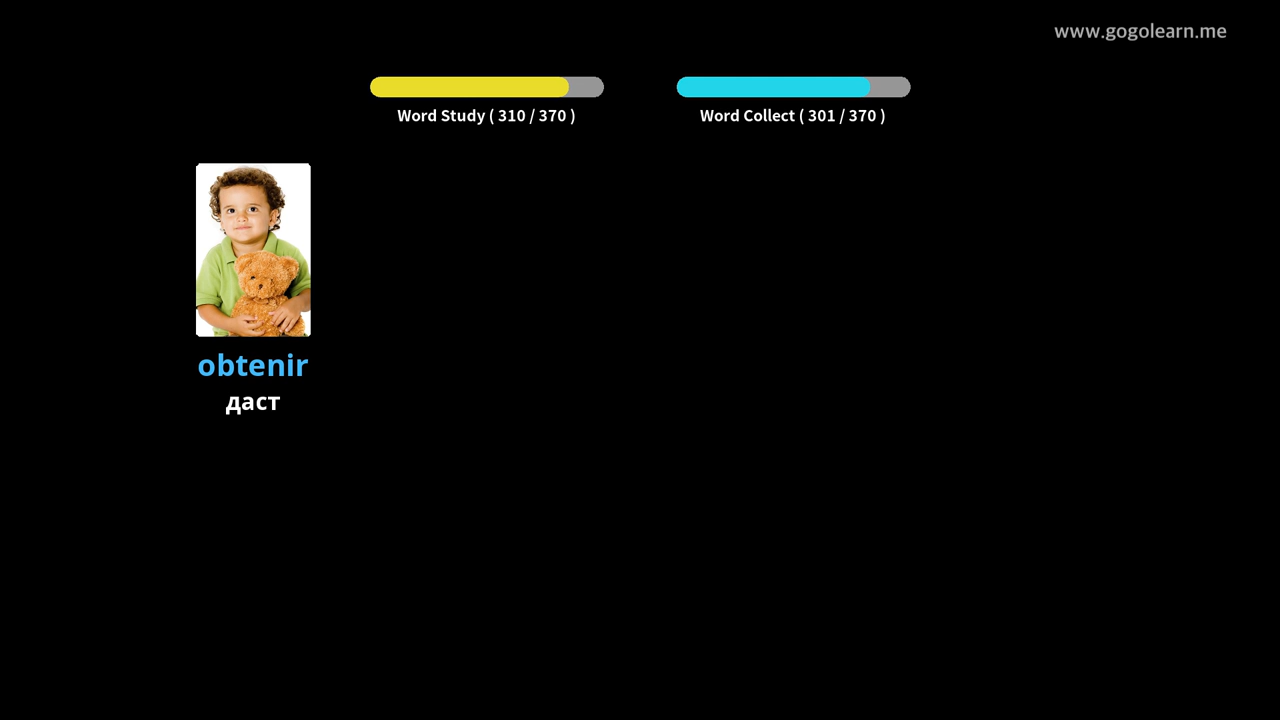 www.gogolearn.me
Word Study ( 310 / 370 )
Word Collect ( 301 / 370 )
obtenir
даст